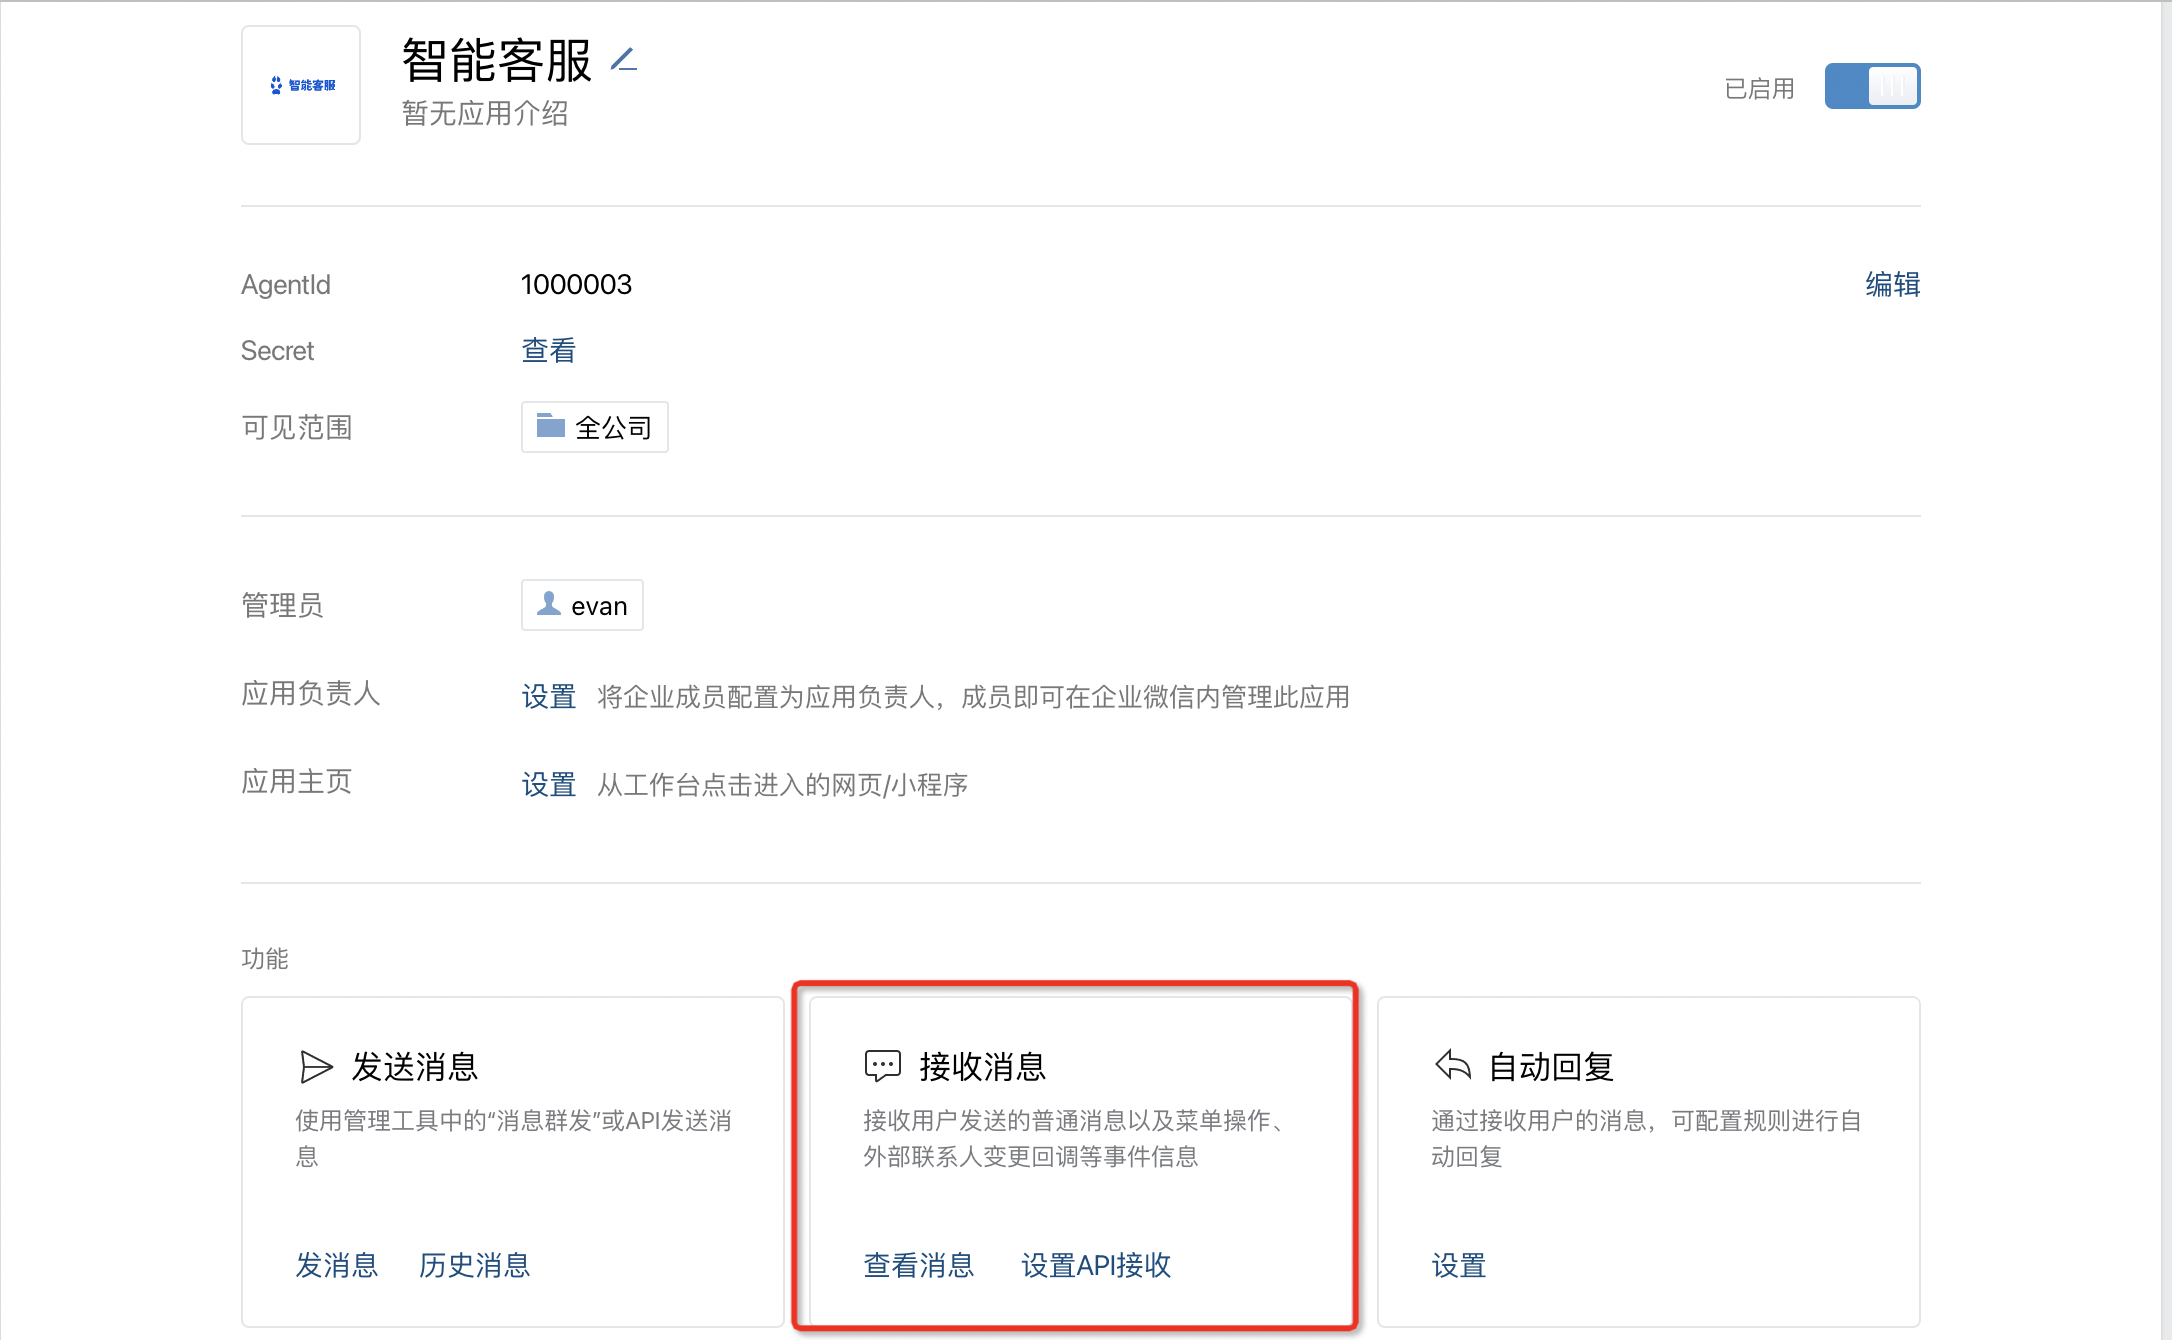 智能客服
智能客服
暂无应用介绍
已启用
AgentId
1000003
编辑
Secret
查看
可见范围
全公司
管理员
evan
应用负责人
设置 将企业成员配置为应用负责人，成员即可在企业微信内管理此应用
应用主页
设置 从工作台点击进入的网页/小程序
功能
发送消息
使用管理工具中的“消息群发”或API发送消
息
发消息 历史消息
接收消息
接收用户发送的普通消息以及菜单操作、
外部联系人变更回调等事件信息
查看消息 设置API接收
自动回复
通过接收用户的消息，可配置规则进行自
动回复
设置